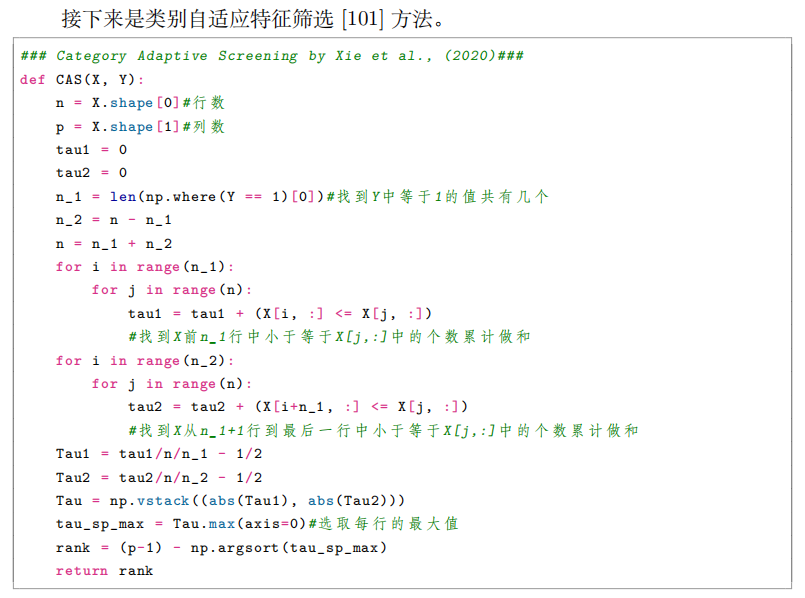 接下来是类别自适应特征筛选 [101] 方法。
### Category Adaptive Screening by Xie et al., (2020)###
def CAS(X, Y):
    n = X.shape[0]#行数
    p = X.shape[1]#列数
    tau1 = 0
    tau2 = 0
    n_1 = len(np.where(Y == 1)[0])#找到Y中等于1的值共有几个
    n_2 = n - n_1
    n = n_1 + n_2
    for i in range(n_1):
        for j in range(n):
            tau1 = tau1 + (X[i, :] <= X[j, :])
            #找到X前n_1行中小于等于X[j,:]中的个数累计做和
    for i in range(n_2):
        for j in range(n):
            tau2 = tau2 + (X[i+n_1, :] <= X[j, :])
            #找到X从n_1+1行到最后一行中小于等于X[j,:]中的个数累计做和
    Tau1 = tau1/n/n_1 - 1/2
    Tau2 = tau2/n/n_2 - 1/2
    Tau = np.vstack((abs(Tau1), abs(Tau2)))
    tau_sp_max = Tau.max(axis=0)#选取每行的最大值
    rank = (p-1) - np.argsort(tau_sp_max)
    return rank